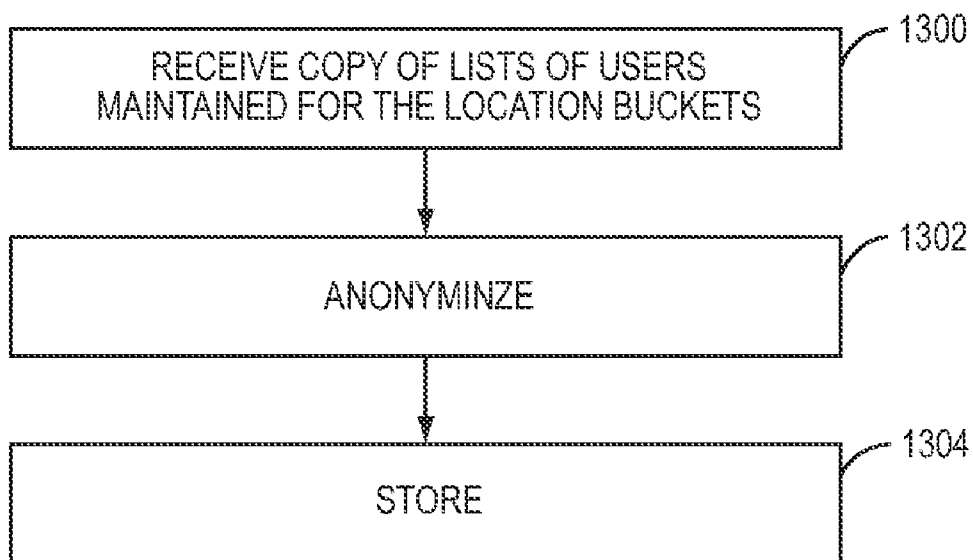 1300
RECEIVE COPY OF LISTS OF USERS
MAINTAINED FOR THE LOCATION BUCKETS
1302
ANONYMINZE
1304
STORE